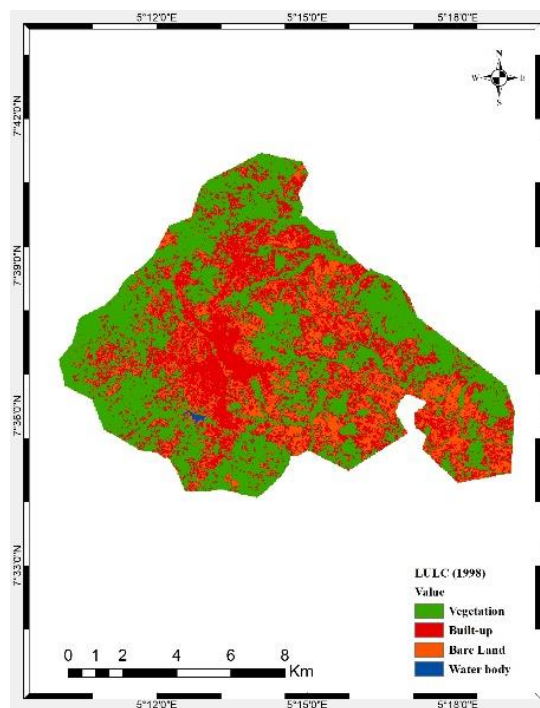 5°12'0"E 5°15'0"E 5°18'0"E
N
W E
S
7°42'0"N
7°39'0"N
7°36'0"N
7°33'0"N
LULC (1998)
Value
Vegetation
Built-up
Bare Land
Water body
0 1 2 4 6 8
Km
5°12'0"E 5°15'0"E 5°18'0"E